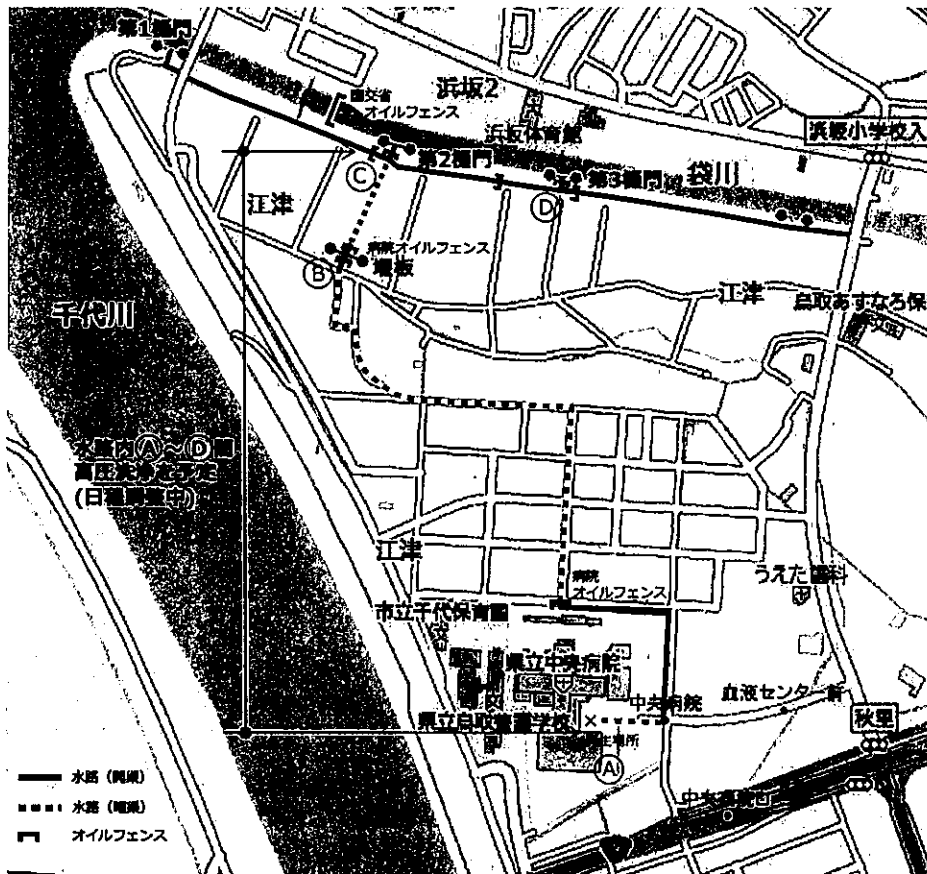 第1樋門
国交省
オイルフェンス
浜坂2
浜坂体育館
浜坂小学校入
第2樋門
第3樋門
袋川
C
D
江津
病院オイルフェンス
堰板
B
江津
鳥取あすなろ保
千代川
水路内Ⓐ～Ⓓ間
高圧洗浄を予定
(日程調整中)
江津
病院
オイルフェンス
うえた歯科
市立千代保育園
県立中央病院
中央病院
血液センター前
県立鳥取看護学校
秋里
A
水路(開渠)
水路(暗渠)
オイルフェンス